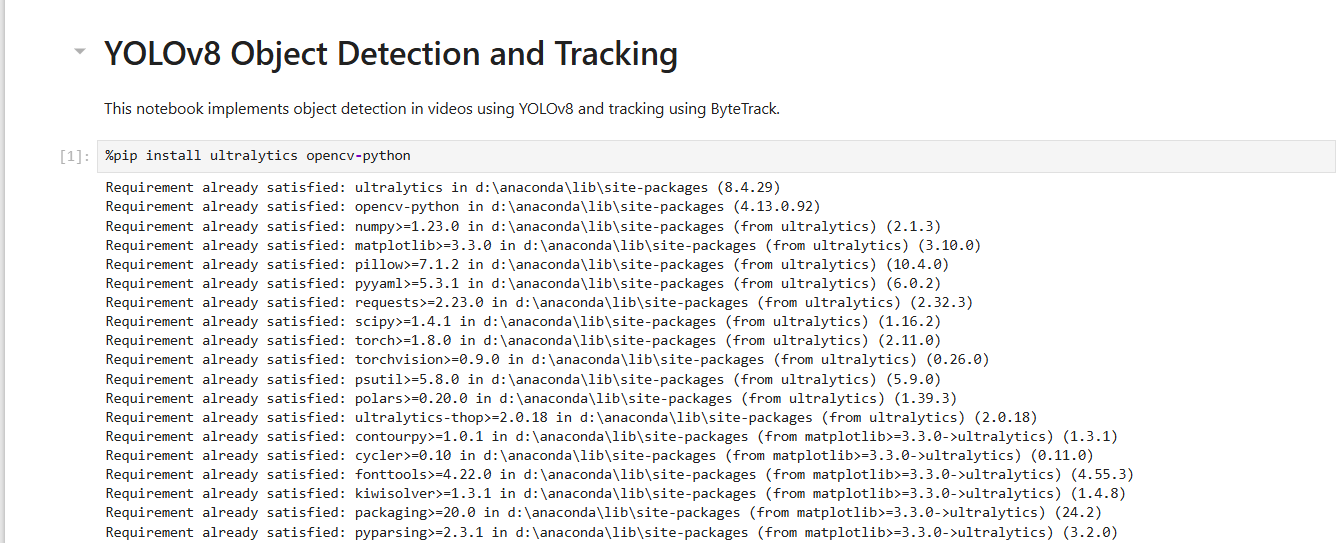 YOLOv8 Object Detection and Tracking
This notebook implements object detection in videos using YOLOv8 and tracking using ByteTrack.
[1]: %pip install ultralytics opencv-python
Requirement already satisfied: ultralytics in d:\anaconda\lib\site-packages (8.4.29)
Requirement already satisfied: opencv-python in d:\anaconda\lib\site-packages (4.13.0.92)
Requirement already satisfied: numpy>=1.23.0 in d:\anaconda\lib\site-packages (from ultralytics) (2.1.3)
Requirement already satisfied: matplotlib>=3.3.0 in d:\anaconda\lib\site-packages (from ultralytics) (3.10.0)
Requirement already satisfied: pillow>=7.1.2 in d:\anaconda\lib\site-packages (from ultralytics) (10.4.0)
Requirement already satisfied: pyyaml>=5.3.1 in d:\anaconda\lib\site-packages (from ultralytics) (6.0.2)
Requirement already satisfied: requests>=2.23.0 in d:\anaconda\lib\site-packages (from ultralytics) (2.32.3)
Requirement already satisfied: scipy>=1.4.1 in d:\anaconda\lib\site-packages (from ultralytics) (1.16.2)
Requirement already satisfied: torch>=1.8.0 in d:\anaconda\lib\site-packages (from ultralytics) (2.11.0)
Requirement already satisfied: torchvision>=0.9.0 in d:\anaconda\lib\site-packages (from ultralytics) (0.26.0)
Requirement already satisfied: psutil>=5.8.0 in d:\anaconda\lib\site-packages (from ultralytics) (5.9.0)
Requirement already satisfied: polars>=0.20.0 in d:\anaconda\lib\site-packages (from ultralytics) (1.39.3)
Requirement already satisfied: ultralytics-thop>=2.0.18 in d:\anaconda\lib\site-packages (from ultralytics) (2.0.18)
Requirement already satisfied: contourpy>=1.0.1 in d:\anaconda\lib\site-packages (from matplotlib>=3.3.0->ultralytics) (1.3.1)
Requirement already satisfied: cycler>=0.10 in d:\anaconda\lib\site-packages (from matplotlib>=3.3.0->ultralytics) (0.11.0)
Requirement already satisfied: fonttools>=4.22.0 in d:\anaconda\lib\site-packages (from matplotlib>=3.3.0->ultralytics) (4.55.3)
Requirement already satisfied: kiwisolver>=1.3.1 in d:\anaconda\lib\site-packages (from matplotlib>=3.3.0->ultralytics) (1.4.8)
Requirement already satisfied: packaging>=20.0 in d:\anaconda\lib\site-packages (from matplotlib>=3.3.0->ultralytics) (24.2)
Requirement already satisfied: pyparsing>=2.3.1 in d:\anaconda\lib\site-packages (from matplotlib>=3.3.0->ultralytics) (3.2.0)